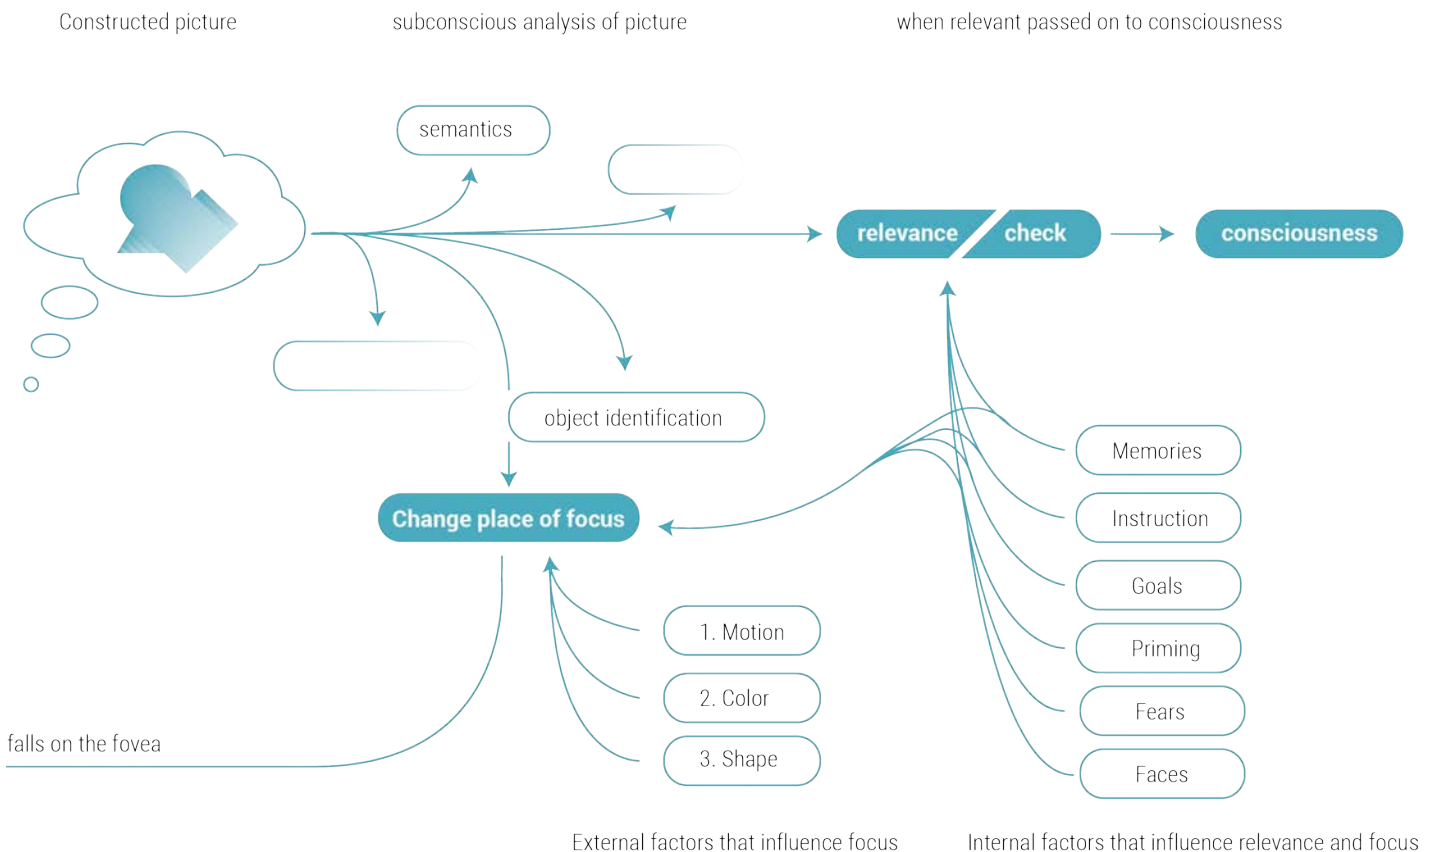 Constructed picture
subconscious analysis of picture
when relevant passed on to consciousness
semantics
relevance check
consciousness
object identification
Change place of focus
Memories
Instruction
Goals
Priming
Fears
Faces
1. Motion
2. Color
3. Shape
falls on the fovea
External factors that influence focus
Internal factors that influence relevance and focus